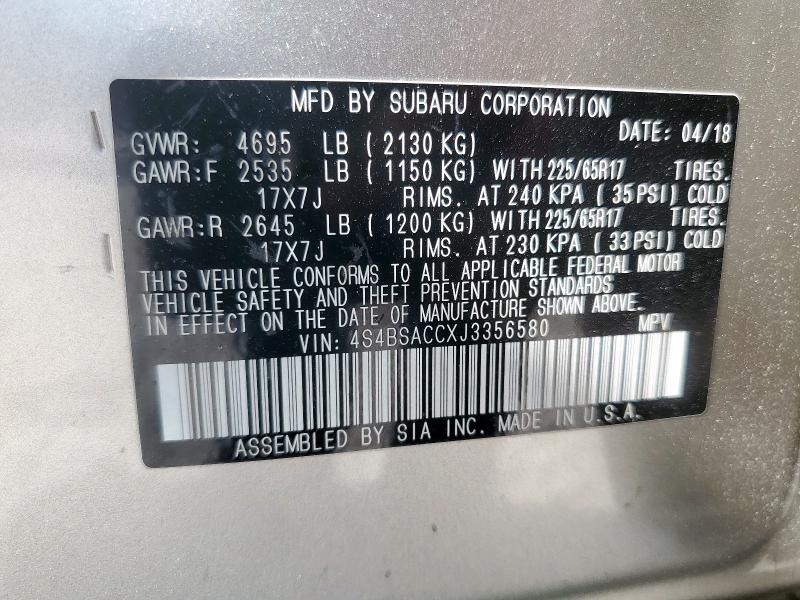 MFD BY SUBARU CORPORATION
DATE: 04/18
GVWR: 4695 LB ( 2130 KG)
GAWR:F 2535 LB ( 1150 KG) WITH 225/65R17 TIRES.
17X7J RIMS. AT 240 KPA ( 35 PSI) COLD
GAWR:R 2645 LB ( 1200 KG) WITH 225/65R17 TIRES.
17X7J RIMS. AT 230 KPA ( 33 PSI) COLD
THIS VEHICLE CONFORMS TO ALL APPLICABLE FEDERAL MOTOR
VEHICLE SAFETY AND THEFT PREVENTION STANDARDS
IN EFFECT ON THE DATE OF MANUFACTURE SHOWN ABOVE.
VIN: 4S4BSACCXJ3356580 MPV
ASSEMBLED BY SIA INC. MADE IN U.S.A.